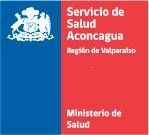 Servicio de
Salud
Aconcagua
Región de Valparaíso
Ministerio de
Salud